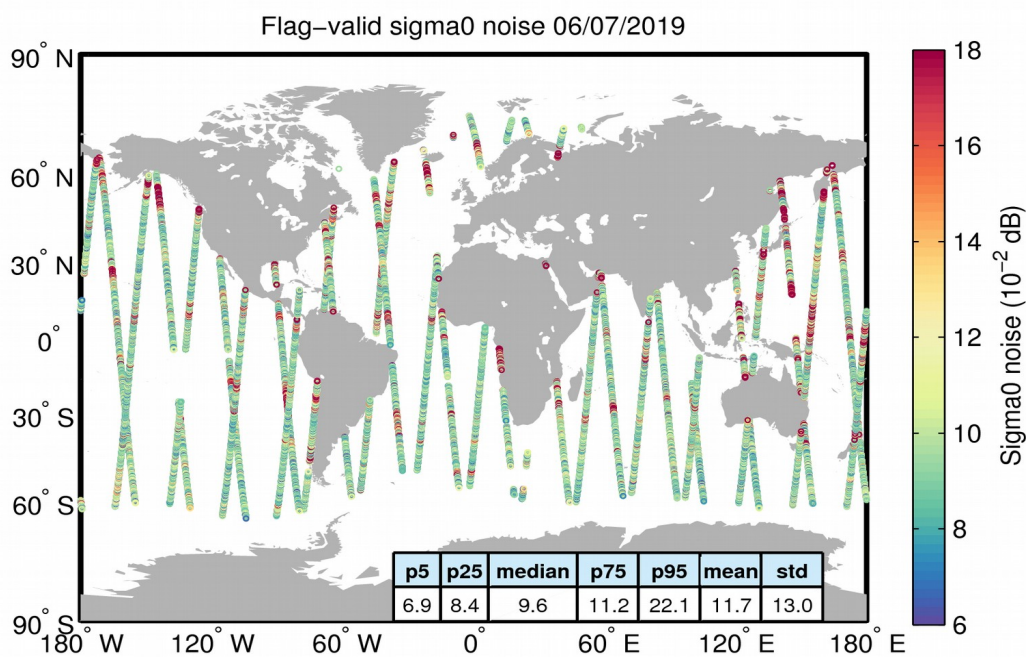 Flag−valid sigma0 noise 06/07/2019
90° N
60° N
30° N
0°
30° S
60° S
90° S
180° W
120° W
60° W
0°
60° E
120° E
180° E
p5 p25 median p75 p95 mean std
6.9 8.4 9.6 11.2 22.1 11.7 13.0
18
16
14
12
10
8
6
Sigma0 noise (10⁻² dB)